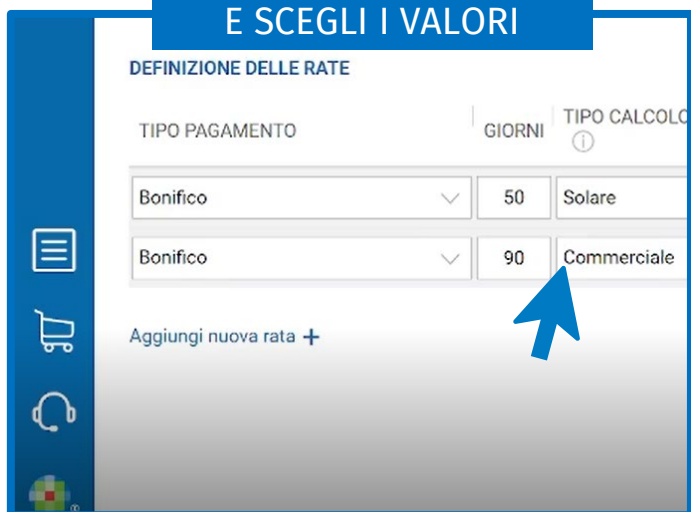 E SCEGLI I VALORI
DEFINIZIONE DELLE RATE
TIPO PAGAMENTO GIORNI TIPO CALCOLO
Bonifico 50 Solare
Bonifico 90 Commerciale
Aggiungi nuova rata +
®